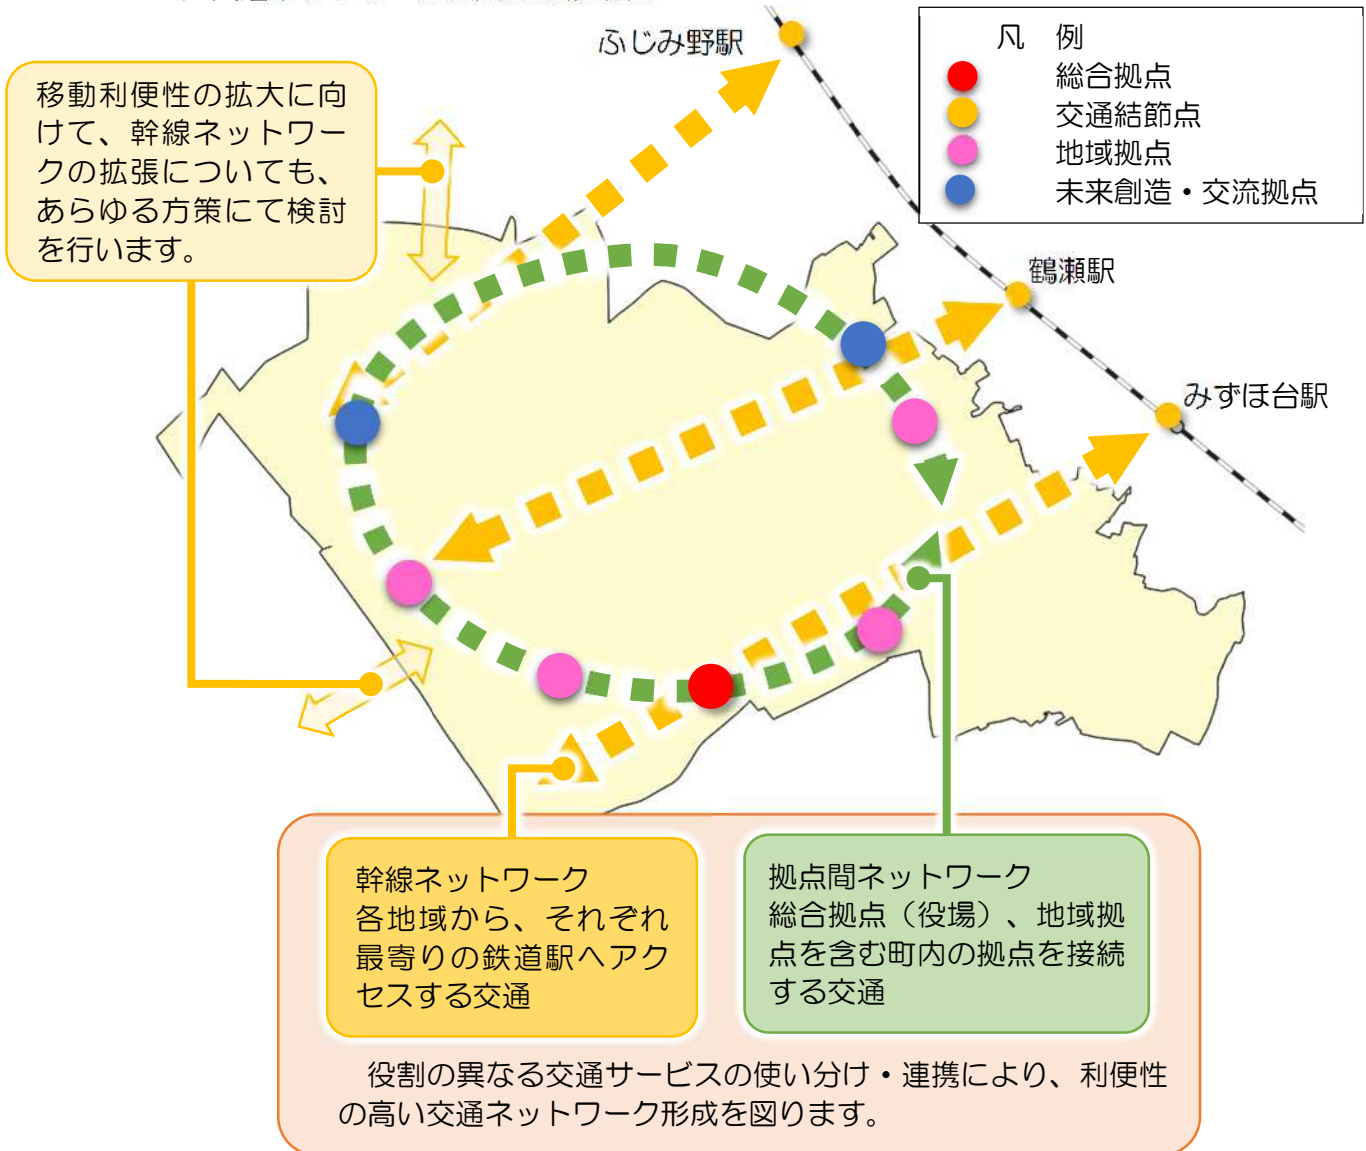 ふじみ野駅
凡　例
総合拠点
交通結節点
地域拠点
未来創造・交流拠点
移動利便性の拡大に向
けて、幹線ネットワー
クの拡張についても、
あらゆる方策にて検討
を行います。
鶴瀬駅
みずほ台駅
幹線ネットワーク
各地域から、それぞれ
最寄りの鉄道駅へアク
セスする交通
拠点間ネットワーク
総合拠点（役場）、地域拠
点を含む町内の拠点を接続
する交通
役割の異なる交通サービスの使い分け・連携により、利便性
の高い交通ネットワーク形成を図ります。